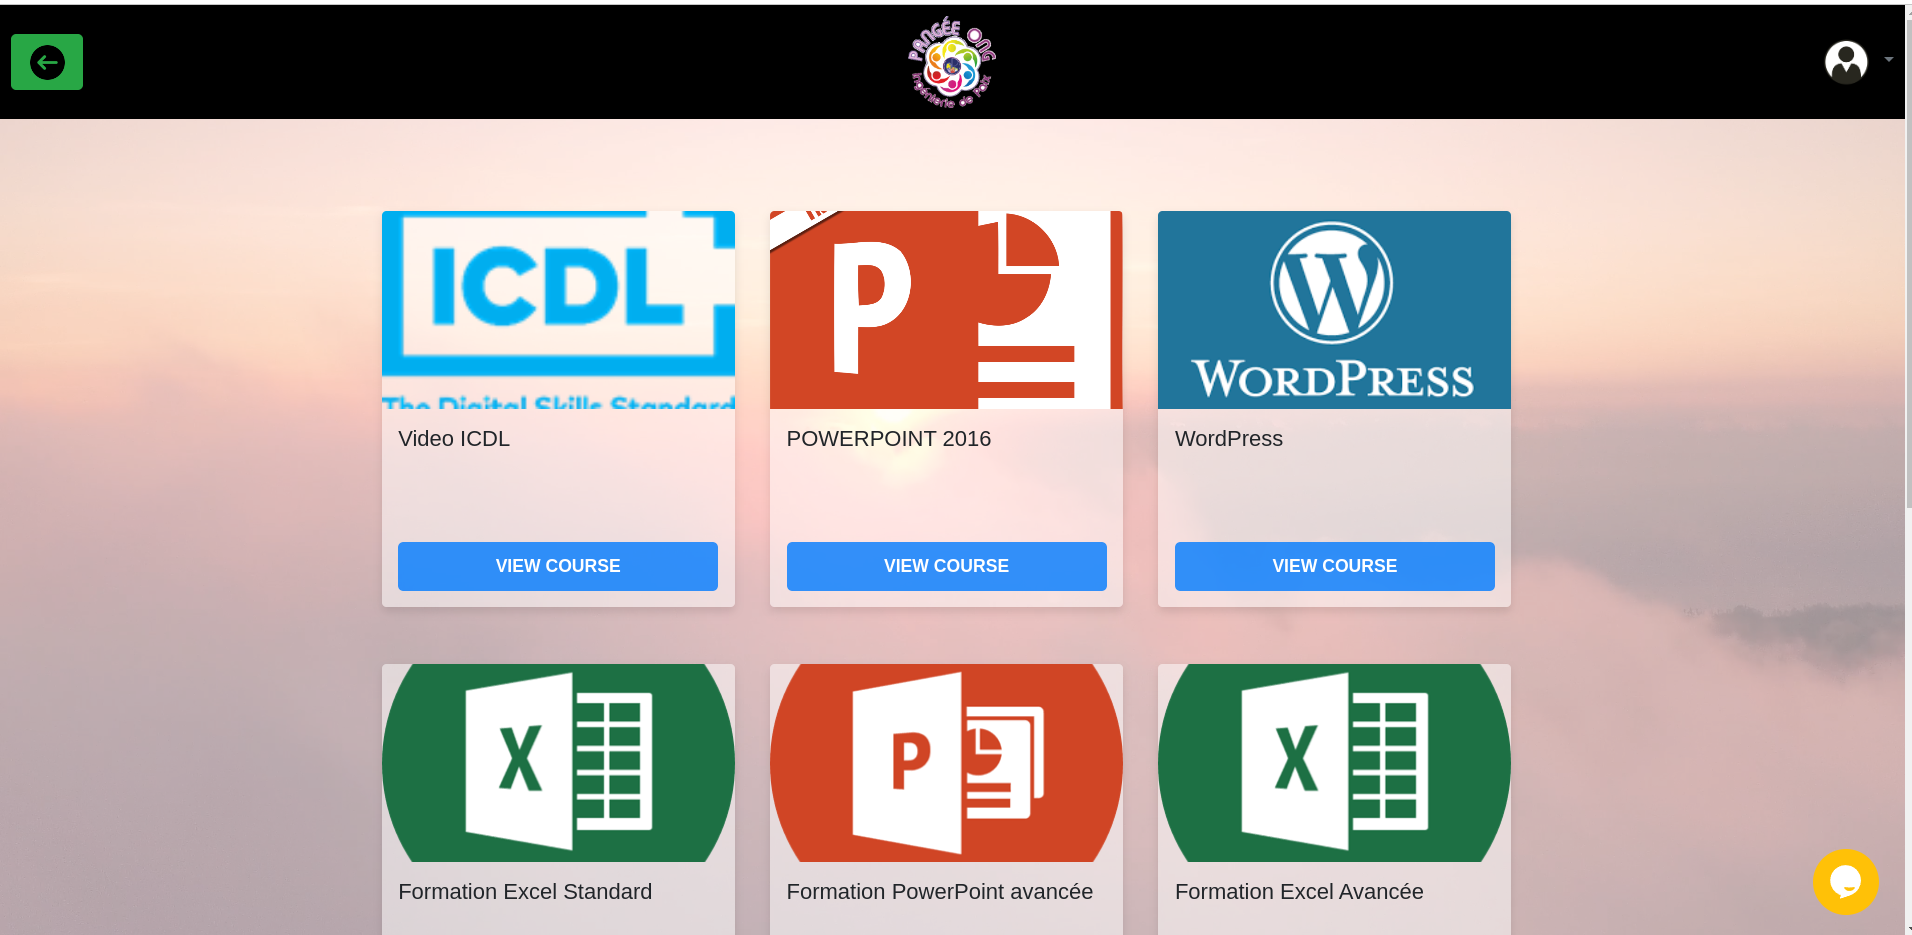 PANGÉE ONG
Ingénierie de Paix
ICDL
The Digital Skills Standard
P
W
WORDPRESS
Video ICDL
POWERPOINT 2016
WordPress
VIEW COURSE
VIEW COURSE
VIEW COURSE
X
P
X
Formation Excel Standard
Formation PowerPoint avancée
Formation Excel Avancée